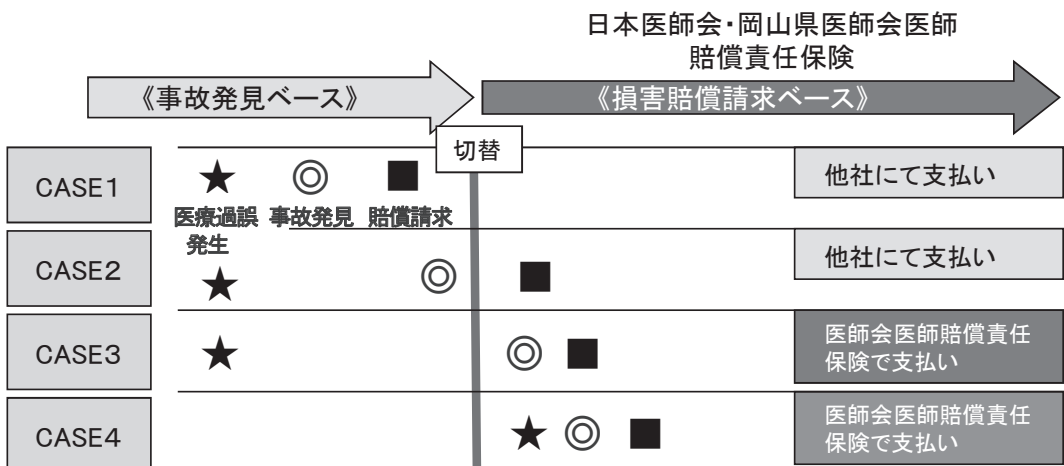 日本医師会・岡山県医師会医師
賠償責任保険
《事故発見ベース》
《損害賠償請求ベース》
切替
CASE1
★ ◎ ■
他社にて支払い
医療過誤 事故発見 賠償請求
発生
CASE2
★ ◎ ■
他社にて支払い
CASE3
★ ◎ ■
医師会医師賠償責任
保険で支払い
CASE4
★ ◎ ■
医師会医師賠償責任
保険で支払い